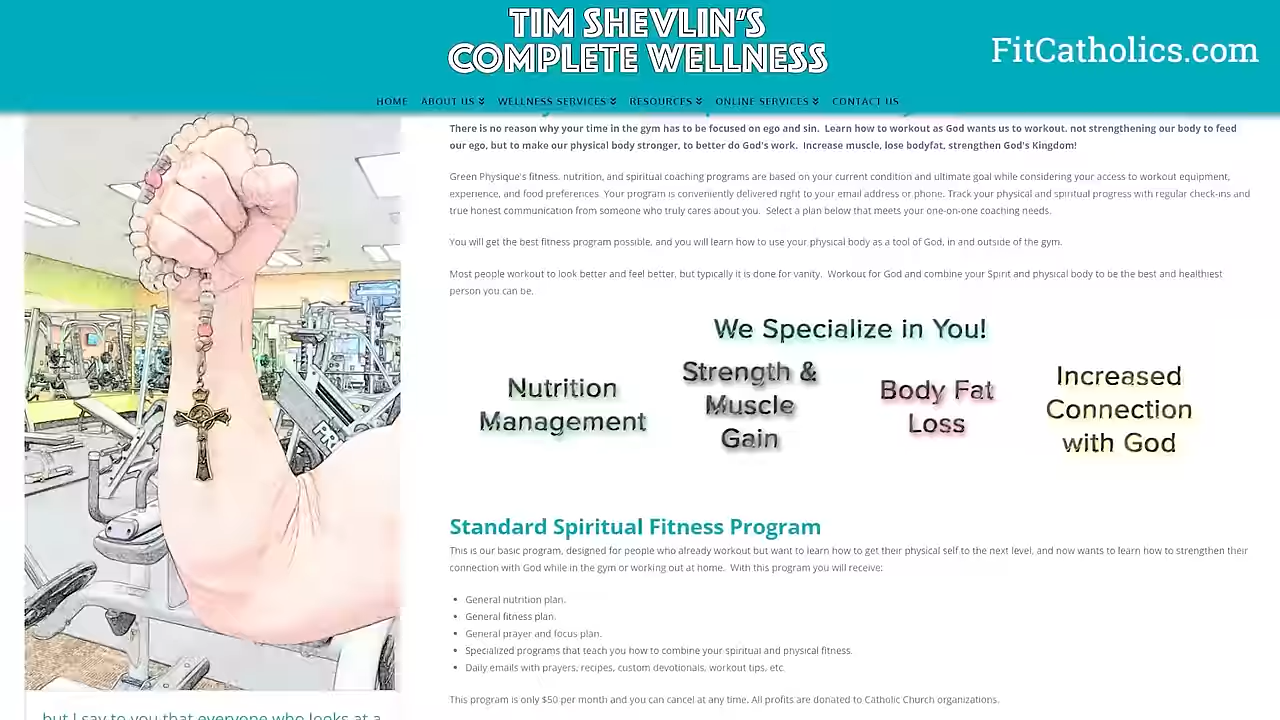 TIM SHEVLIN'S
COMPLETE WELLNESS
FitCatholics.com
HOME ABOUT US WELLNESS SERVICES RESOURCES ONLINE SERVICES CONTACT US
There is no reason why your time in the gym has to be focused on ego and sin. Learn how to workout as God wants us to workout, not strengthening our body to feed
our ego, but to make our physical body stronger, to better do God's work. Increase muscle, lose bodyfat, strengthen God's Kingdom!
Green Physique's fitness, nutrition, and spiritual coaching programs are based on your current condition and ultimate goal while considering your access to workout equipment,
experience, and food preferences. Your program is conveniently delivered right to your email address or phone. Track your physical and spiritual progress with regular check-ins and
true honest communication from someone who truly cares about you. Select a plan below that meets your one-on-one coaching needs.
You will get the best fitness program possible, and you will learn how to use your physical body as a tool of God, in and outside of the gym.
Most people workout to look better and feel better, but typically it is done for vanity. Workout for God and combine your Spirit and physical body to be the best and healthiest
person you can be.
We Specialize in You!
Nutrition
Management
Strength &
Muscle
Gain
Body Fat
Loss
Increased
Connection
with God
Standard Spiritual Fitness Program
This is our basic program, designed for people who already workout but want to learn how to get their physical self to the next level, and now wants to learn how to strengthen their
connection with God while in the gym or working out at home. With this program you will receive:
General nutrition plan.
General fitness plan.
General prayer and focus plan.
Specialized programs that teach you how to combine your spiritual and physical fitness.
Daily emails with prayers, recipes, custom devotionals, workout tips, etc.
This program is only $50 per month and you can cancel at any time. All profits are donated to Catholic Church organizations.
but I say to you that everyone who looks at a